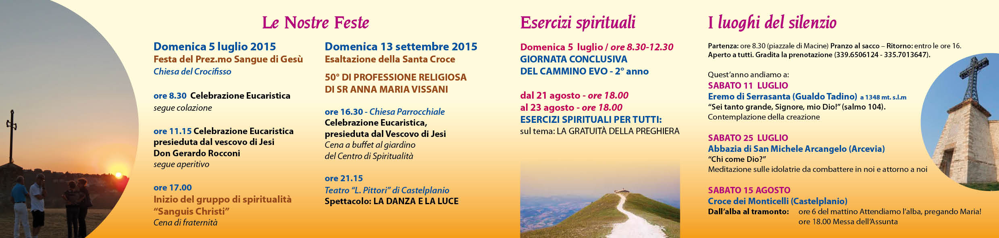 Le Nostre Feste
Domenica 5 luglio 2015
Festa del Prez.mo Sangue di Gesù
Chiesa del Crocifisso
ore 8.30 Celebrazione Eucaristica
segue colazione
ore 11.15 Celebrazione Eucaristica
presieduta dal vescovo di Jesi
Don Gerardo Rocconi
segue aperitivo
ore 17.00
Inizio del gruppo di spiritualità
“Sanguis Christi”
Cena di fraternità
Domenica 13 settembre 2015
Esaltazione della Santa Croce
50° DI PROFESSIONE RELIGIOSA
DI SR ANNA MARIA VISSANI
ore 16.30 - Chiesa Parrocchiale
Celebrazione Eucaristica,
presieduta dal Vescovo di Jesi
Cena a buffet al giardino
del Centro di Spiritualità
ore 21.15
Teatro “L. Pittori” di Castelplanio
Spettacolo: LA DANZA E LA LUCE
Esercizi spirituali
Domenica 5 luglio / ore 8.30-12.30
GIORNATA CONCLUSIVA
DEL CAMMINO EVO - 2° anno
dal 21 agosto - ore 18.00
al 23 agosto - ore 18.00
ESERCIZI SPIRITUALI PER TUTTI:
sul tema: LA GRATUITÀ DELLA PREGHIERA
I luoghi del silenzio
Partenza: ore 8.30 (piazzale di Macine) Pranzo al sacco – Ritorno: entro le ore 16.
Aperto a tutti. Gradita la prenotazione (339.6506124 - 335.7013647).
Quest’anno andiamo a:
SABATO 11 LUGLIO
Eremo di Serrasanta (Gualdo Tadino) a 1348 mt. s.l.m
“Sei tanto grande, Signore, mio Dio!” (salmo 104).
Contemplazione della creazione
SABATO 25 LUGLIO
Abbazia di San Michele Arcangelo (Arcevia)
“Chi come Dio?”
Meditazione sulle idolatrie da combattere in noi e attorno a noi
SABATO 15 AGOSTO
Croce dei Monticelli (Castelplanio)
Dall’alba al tramonto: ore 6 del mattino Attendiamo l’alba, pregando Maria!
ore 18.00 Messa dell’Assunta